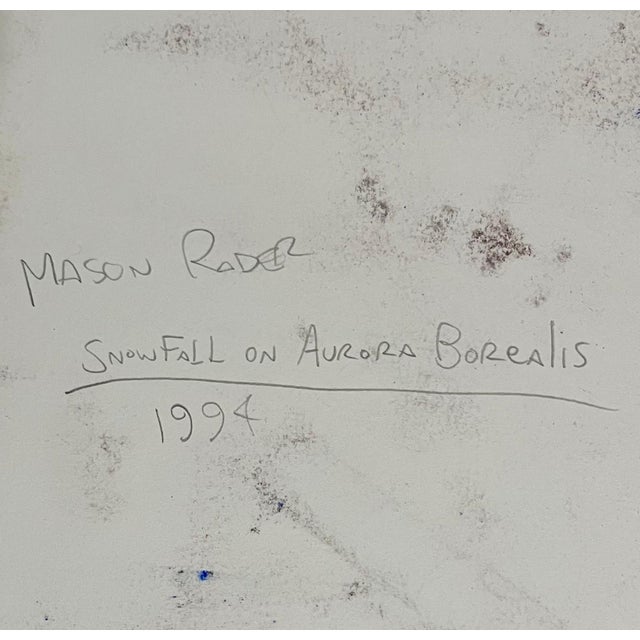 MASON RADER
SNOWFALL ON AURORA BOREALIS
1994